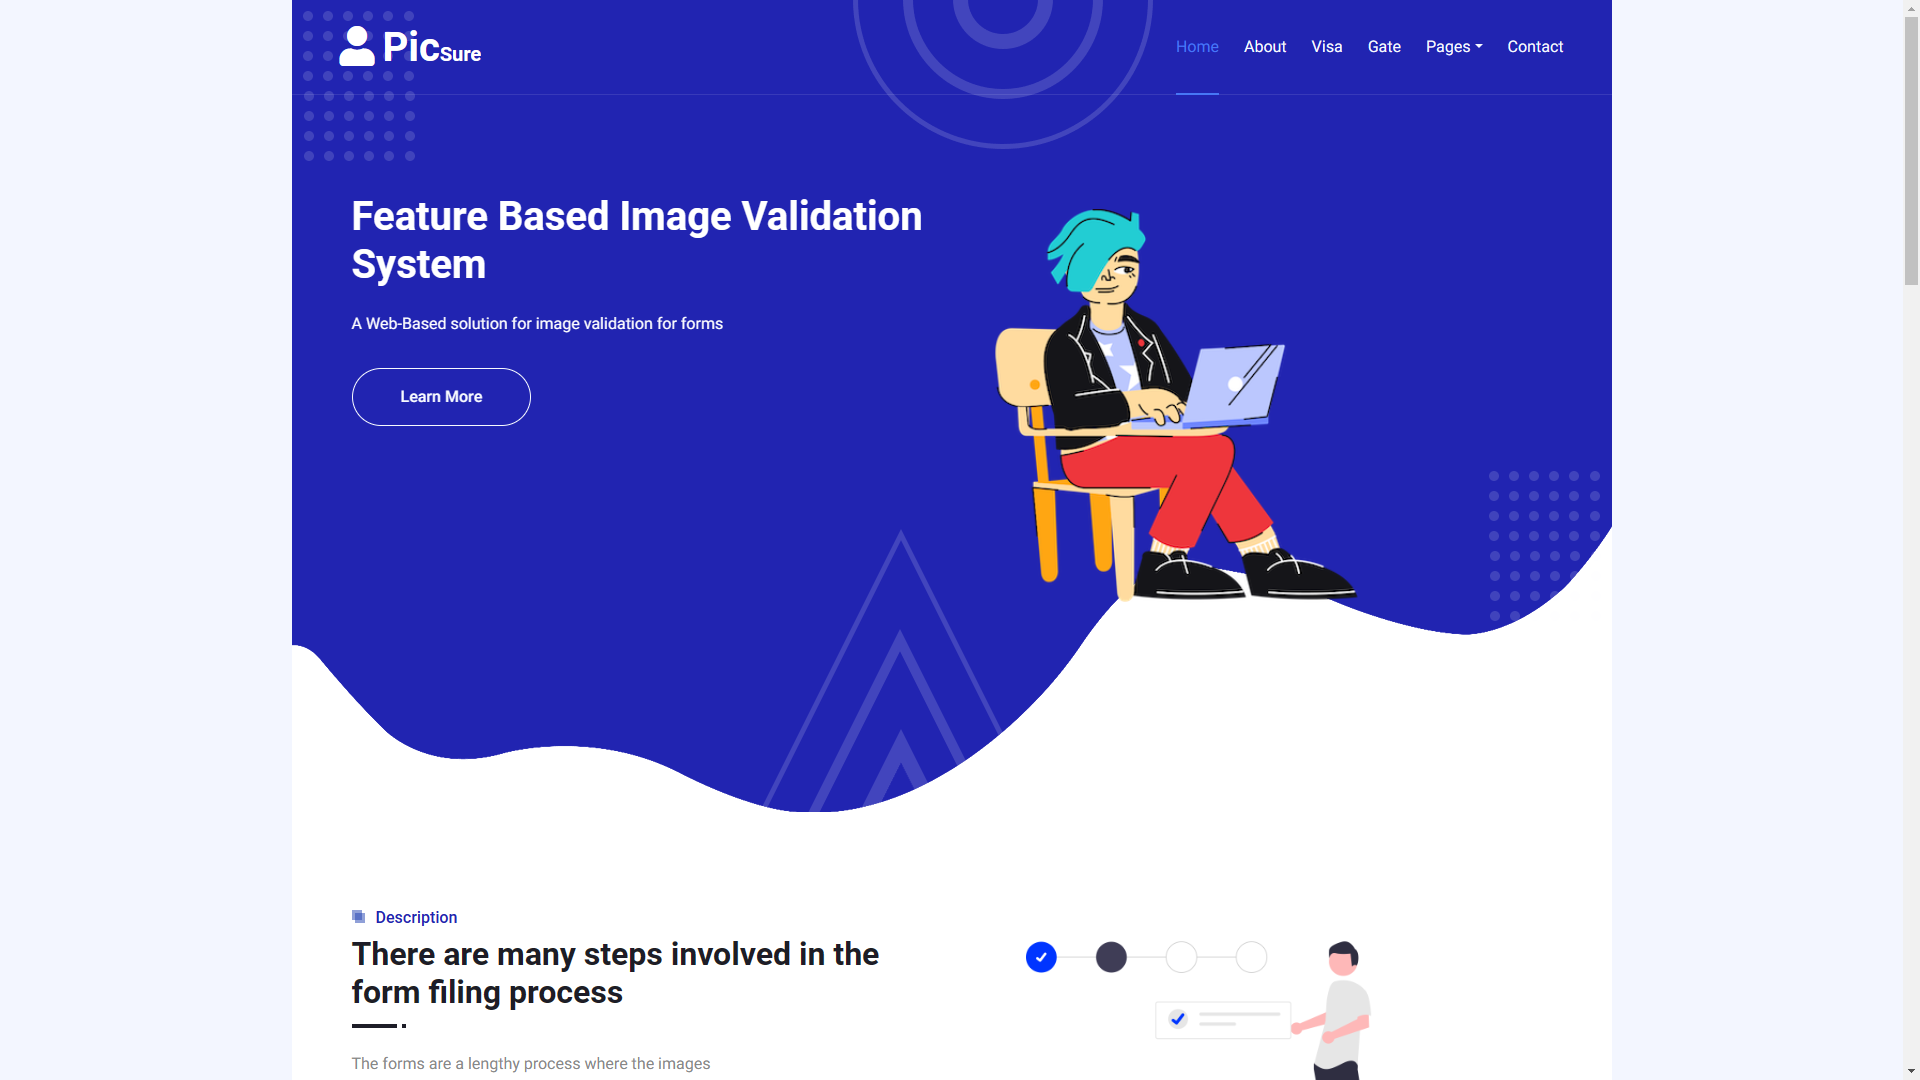 PicSure
Home About Visa Gate Pages Contact
Feature Based Image Validation
System
A Web-Based solution for image validation for forms
Learn More
Description
There are many steps involved in the
form filing process
The forms are a lengthy process where the images